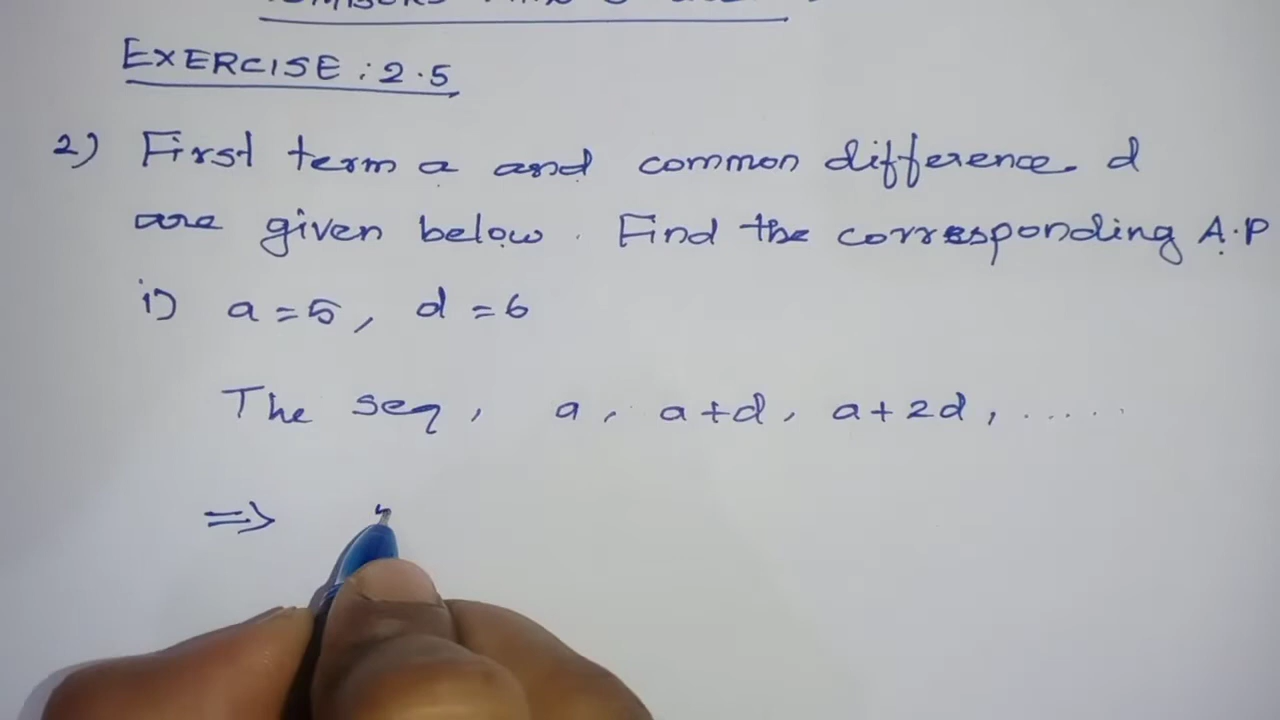 EXERCISE : 2.5
2) First term a and common difference d
are given below. Find the corresponding A.P
i) a = 5, d = 6
The seq, a, a+d, a+2d, .....
⇒